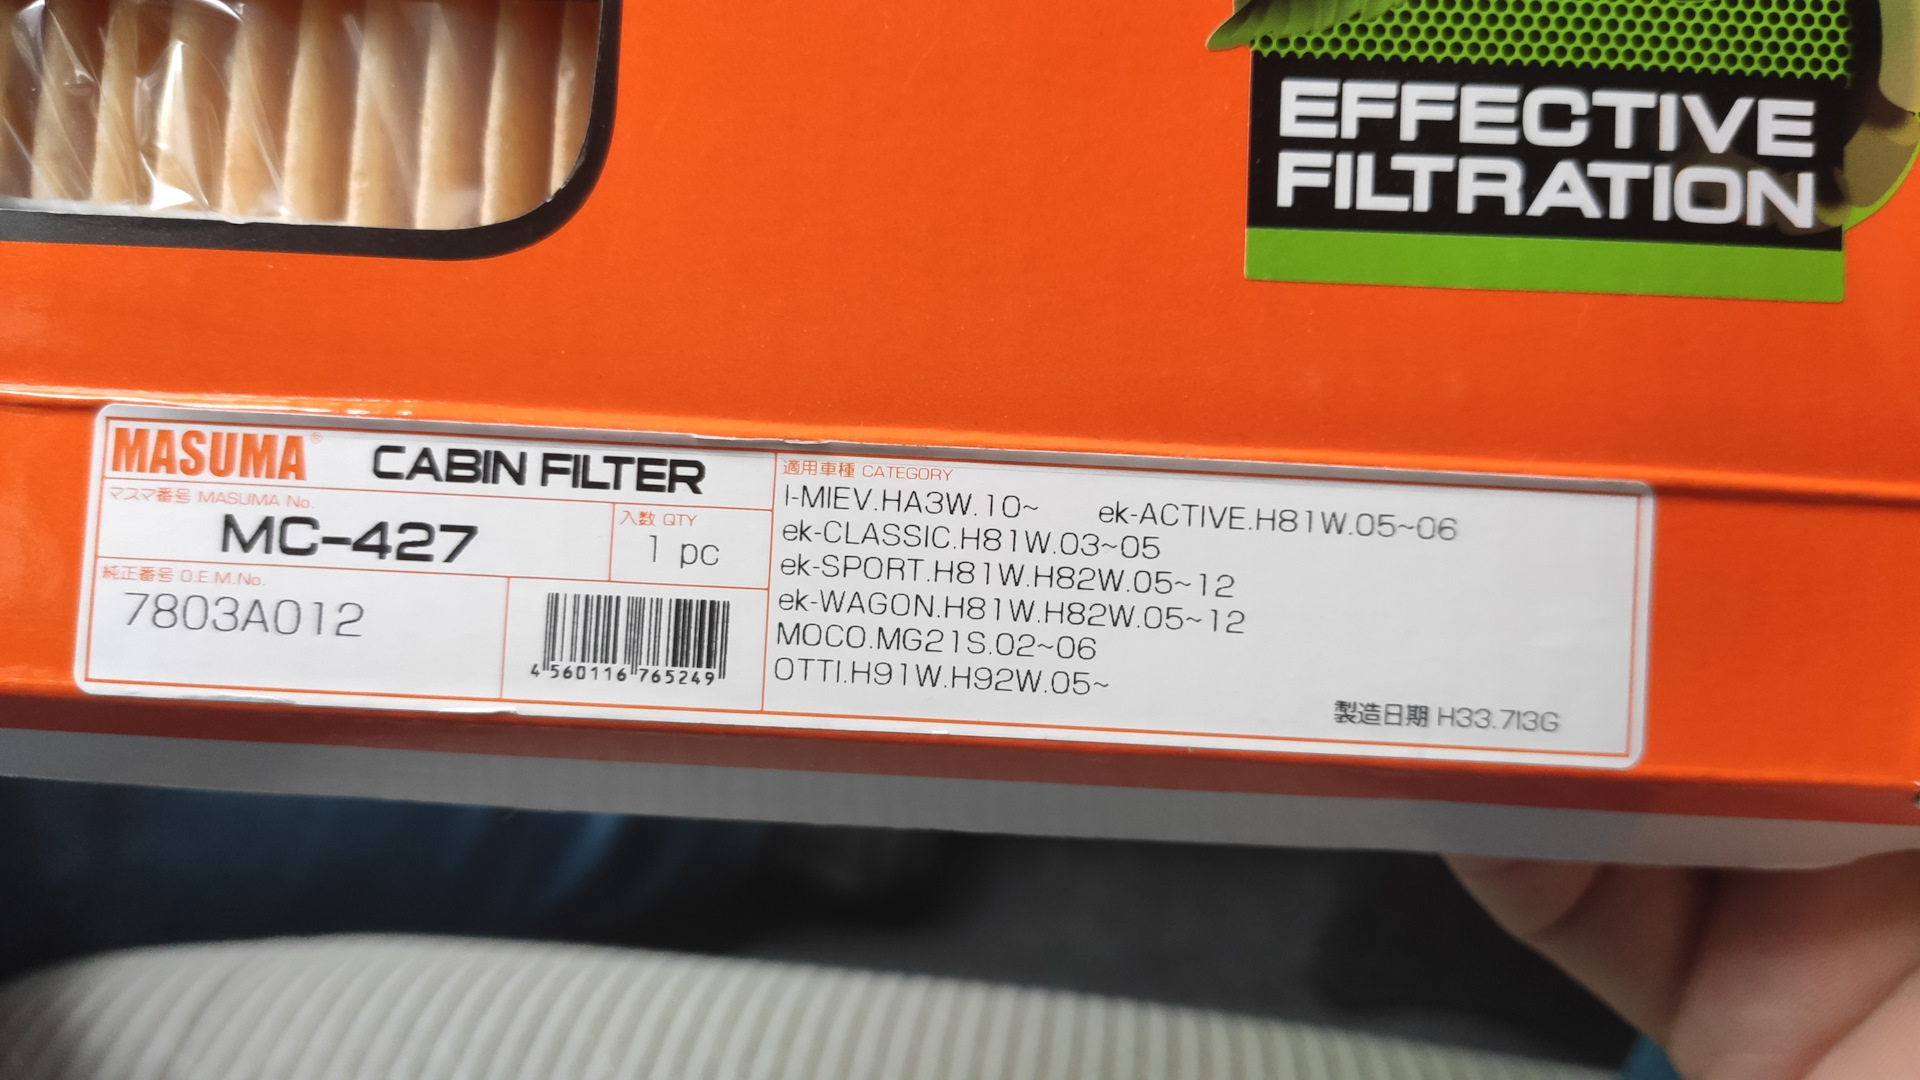 EFFECTIVE
FILTRATION
MASUMA® CABIN FILTER
マスマ番号 MASUMA No.
MC-427
入数 QTY
1 pc
純正番号 O.E.M.No.
7803A012
4 560116 765249
適用車種 CATEGORY
I-MIEV.HA3W.10~ ek-ACTIVE.H81W.05~06
ek-CLASSIC.H81W.03~05
ek-SPORT.H81W.H82W.05~12
ek-WAGON.H81W.H82W.05~12
MOCO.MG21S.02~06
OTTI.H91W.H92W.05~
製造日期 H33.713G